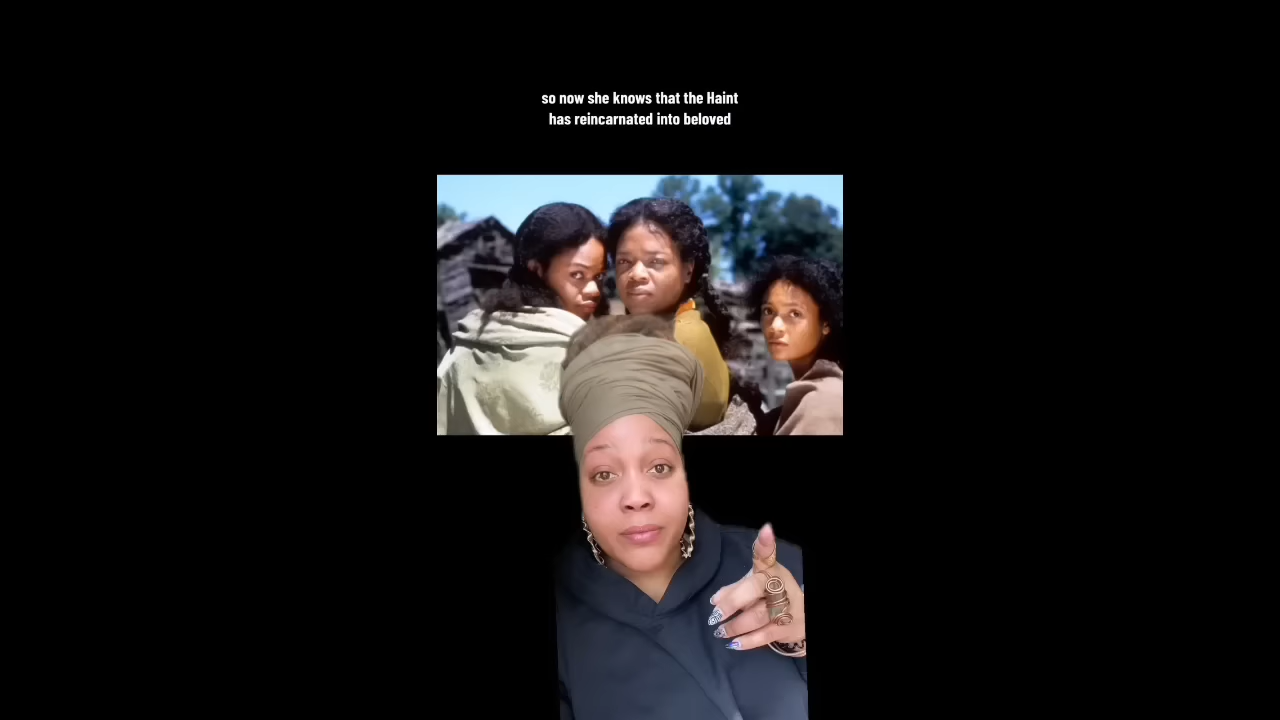 so now she knows that the Haint
has reincarnated into beloved